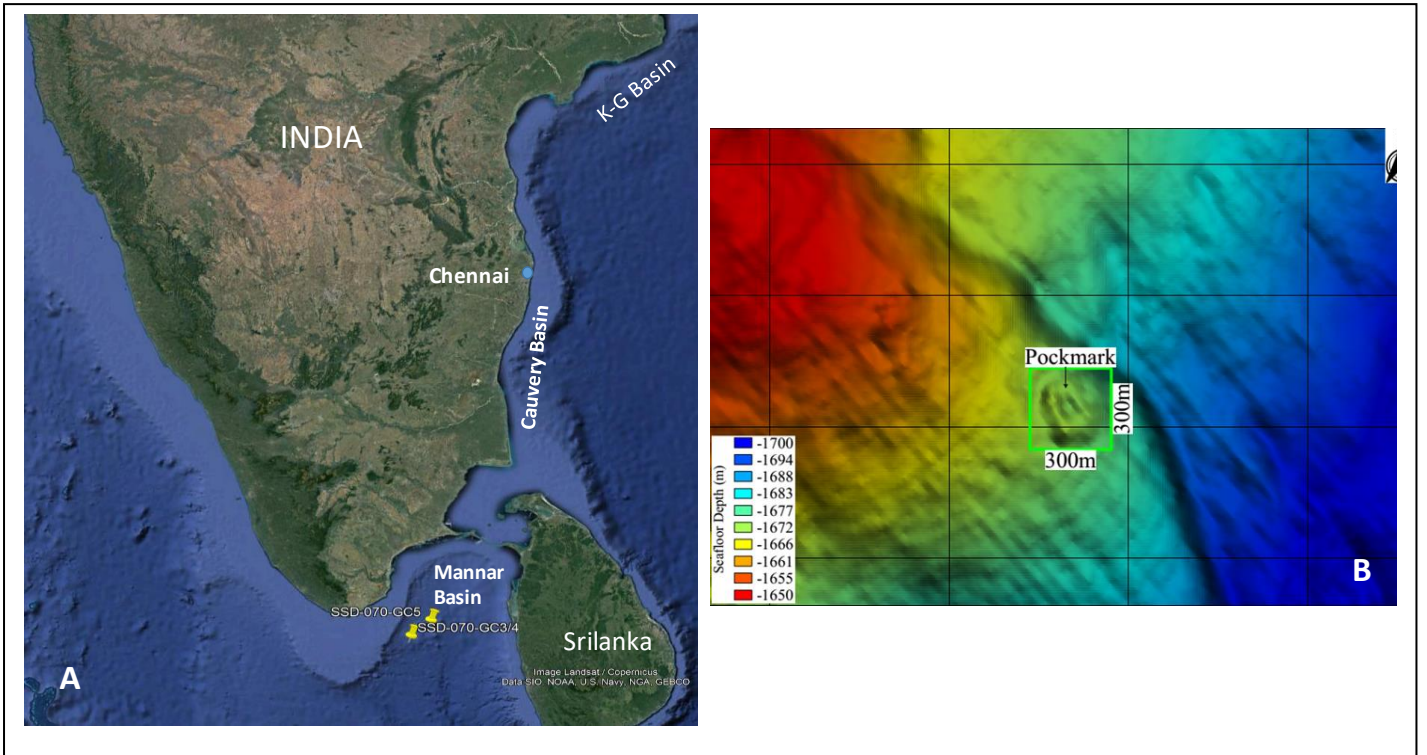 K-G Basin
INDIA
Chennai
Cauvery Basin
Mannar
Basin
SSD-070-GC5
SSD-070-GC3/4
Srilanka
Image Landsat / Copernicus
Data SIO, NOAA, U.S. Navy, NGA, GEBCO
A
Pockmark
300m
300m
Seafloor Depth (m)
-1700
-1694
-1688
-1683
-1677
-1672
-1666
-1661
-1655
-1650
B